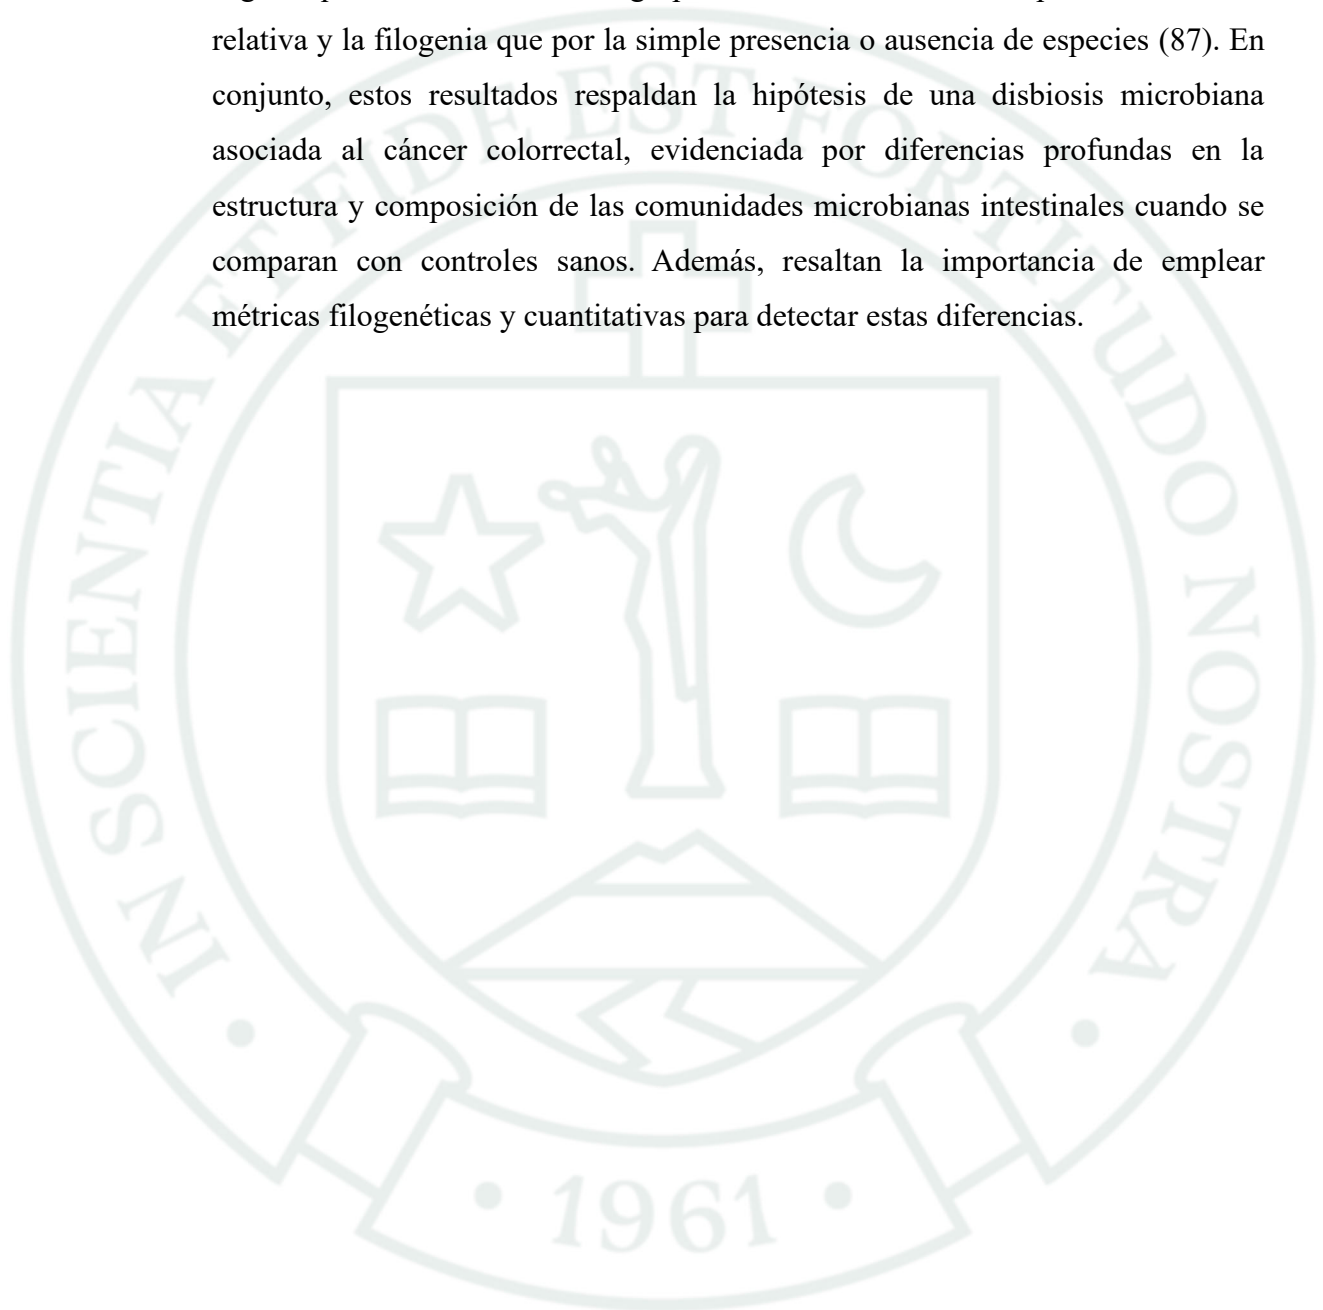 relativa y la filogenia que por la simple presencia o ausencia de especies (87). En
conjunto, estos resultados respaldan la hipótesis de una disbiosis microbiana
asociada al cáncer colorrectal, evidenciada por diferencias profundas en la
estructura y composición de las comunidades microbianas intestinales cuando se
comparan con controles sanos. Además, resaltan la importancia de emplear
métricas filogenéticas y cuantitativas para detectar estas diferencias.
• IN SCIENTIA ET FIDE EST FORTITUDO NOSTRA •
• 1961 •